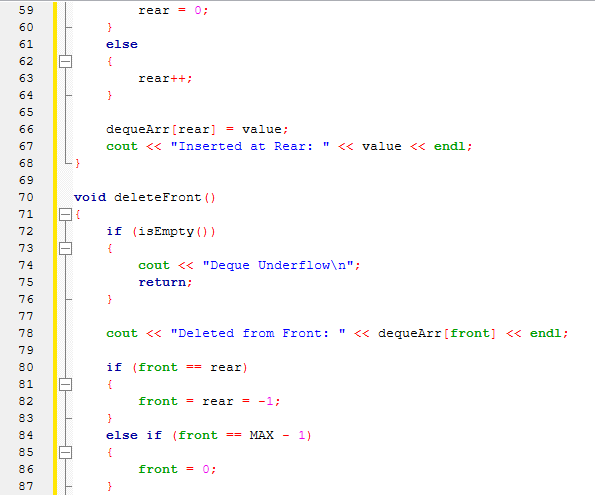 59 rear = 0;
60 }
61 else
62 {
63 rear++;
64 }
65
66 dequeArr[rear] = value;
67 cout << "Inserted at Rear: " << value << endl;
68 }
69
70 void deleteFront()
71 {
72 if (isEmpty())
73 {
74 cout << "Deque Underflow\n";
75 return;
76 }
77
78 cout << "Deleted from Front: " << dequeArr[front] << endl;
79
80 if (front == rear)
81 {
82 front = rear = -1;
83 }
84 else if (front == MAX - 1)
85 {
86 front = 0;
87 }